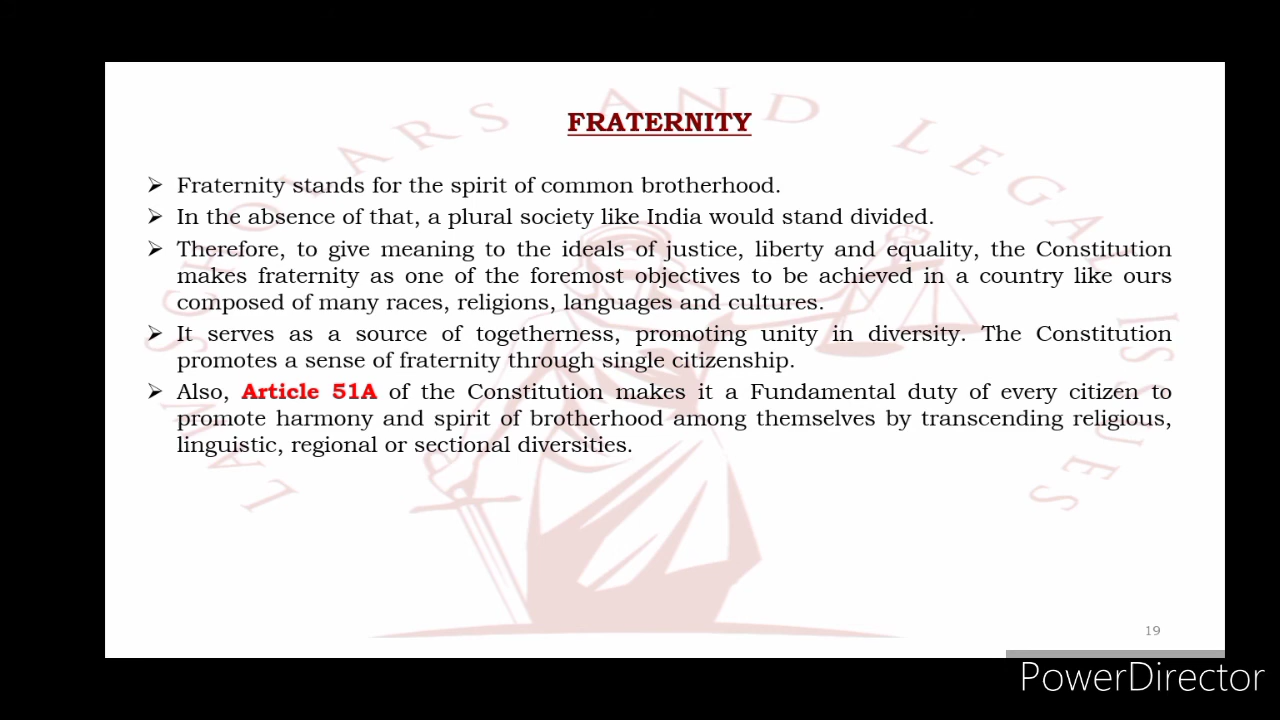 LAW SCHOLARS AND LEGAL ISSUES
FRATERNITY
➢ Fraternity stands for the spirit of common brotherhood.
➢ In the absence of that, a plural society like India would stand divided.
➢ Therefore, to give meaning to the ideals of justice, liberty and equality, the Constitution
makes fraternity as one of the foremost objectives to be achieved in a country like ours
composed of many races, religions, languages and cultures.
➢ It serves as a source of togetherness, promoting unity in diversity. The Constitution
promotes a sense of fraternity through single citizenship.
➢ Also, Article 51A of the Constitution makes it a Fundamental duty of every citizen to
promote harmony and spirit of brotherhood among themselves by transcending religious,
linguistic, regional or sectional diversities.
19
PowerDirector